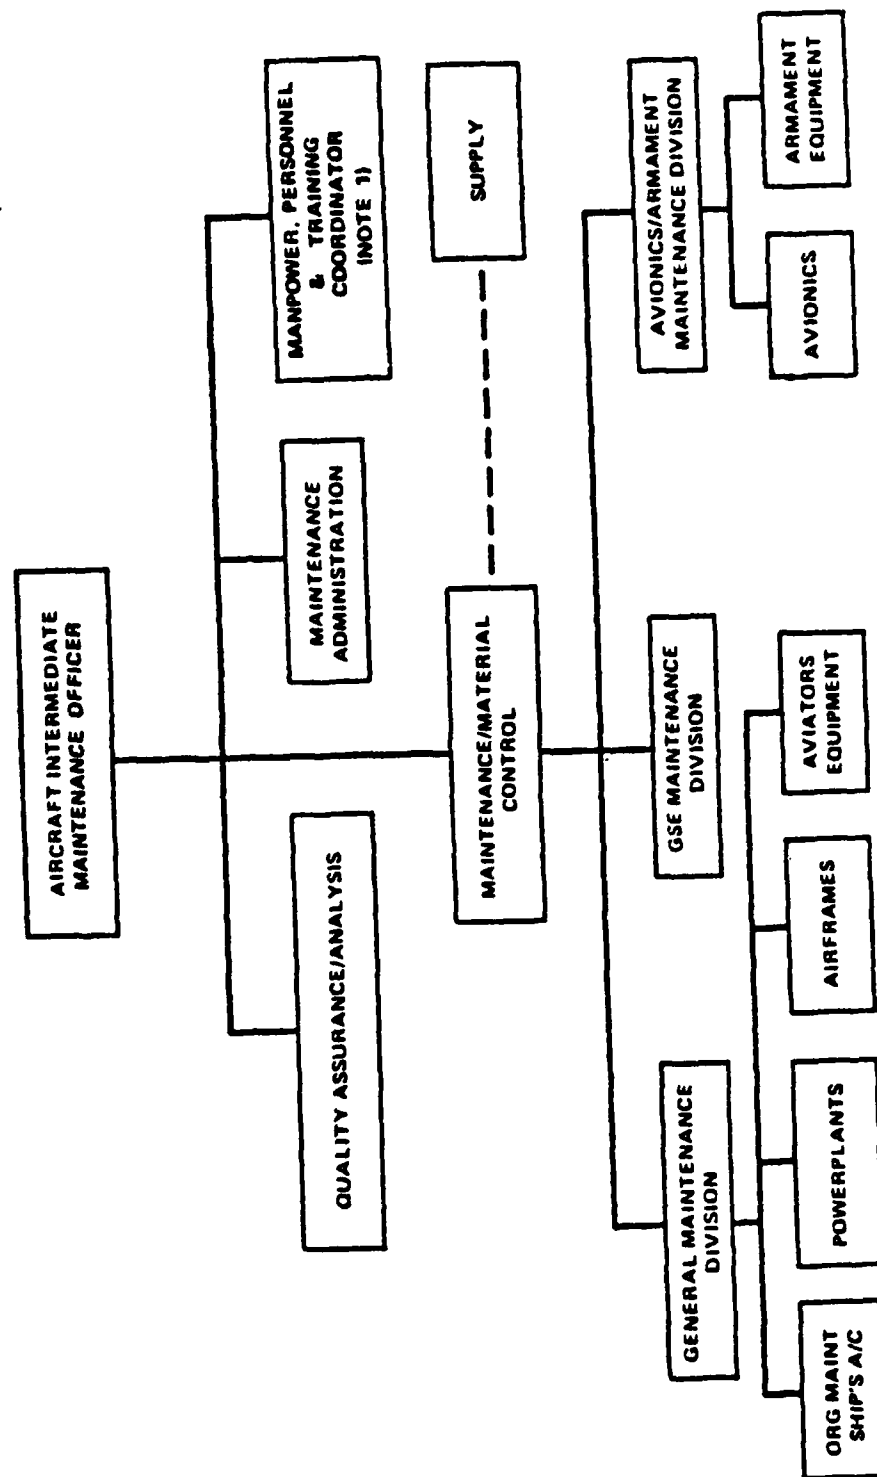 AIRCRAFT INTERMEDIATE
MAINTENANCE OFFICER
QUALITY ASSURANCE/ANALYSIS
MAINTENANCE
ADMINISTRATION
MANPOWER, PERSONNEL
& TRAINING
COORDINATOR
(NOTE 1)
MAINTENANCE/MATERIAL
CONTROL
SUPPLY
GENERAL MAINTENANCE
DIVISION
GSE MAINTENANCE
DIVISION
AVIONICS/ARMAMENT
MAINTENANCE DIVISION
ORG MAINT
SHIP'S A/C
POWERPLANTS
AIRFRAMES
AVIATORS
EQUIPMENT
AVIONICS
ARMAMENT
EQUIPMENT